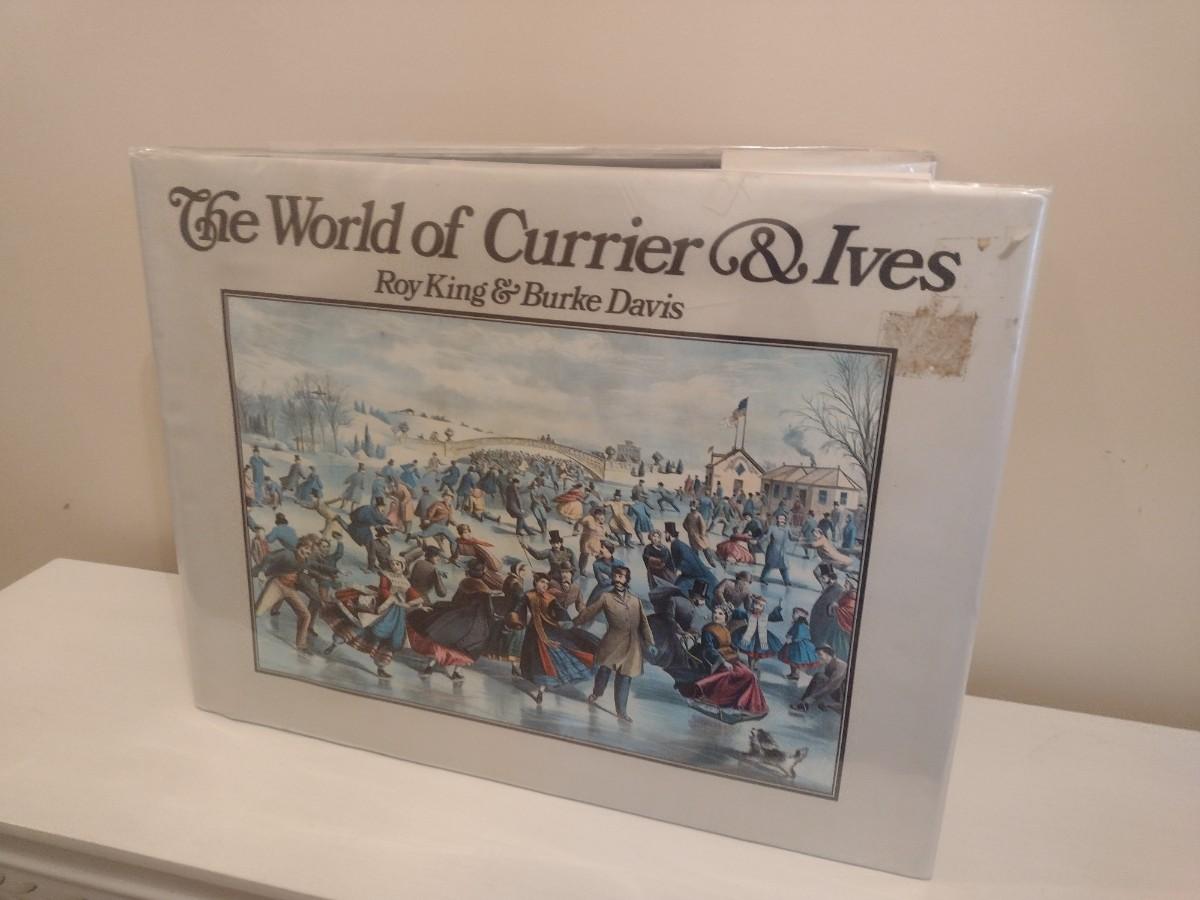 The World of Currier & Ives
Roy King & Burke Davis